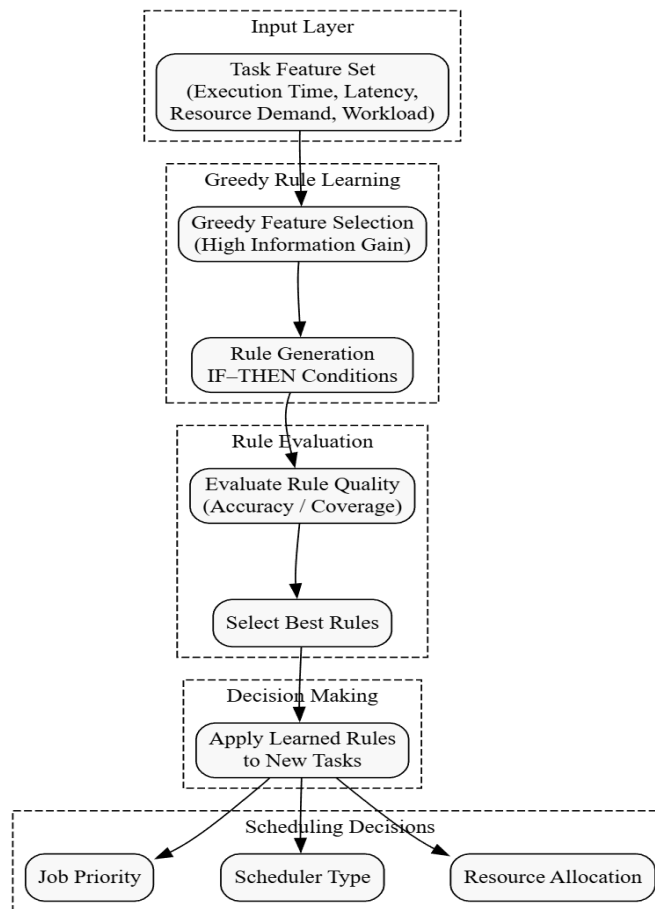 Input Layer
Task Feature Set
(Execution Time, Latency,
Resource Demand, Workload)
Greedy Rule Learning
Greedy Feature Selection
(High Information Gain)
Rule Generation
IF–THEN Conditions
Rule Evaluation
Evaluate Rule Quality
(Accuracy / Coverage)
Select Best Rules
Decision Making
Apply Learned Rules
to New Tasks
Scheduling Decisions
Job Priority
Scheduler Type
Resource Allocation